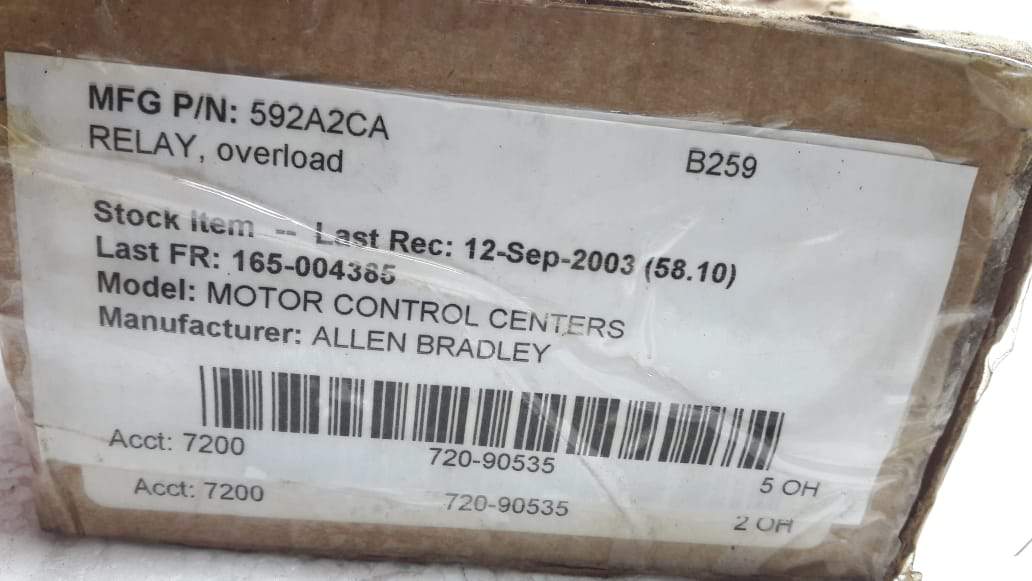 MFG P/N: 592A2CA
RELAY, overload B259
Stock Item -- Last Rec: 12-Sep-2003 (58.10)
Last FR: 165-004385
Model: MOTOR CONTROL CENTERS
Manufacturer: ALLEN BRADLEY
Acct: 7200 720-90535 5 OH
Acct: 7200 720-90535 2 OH